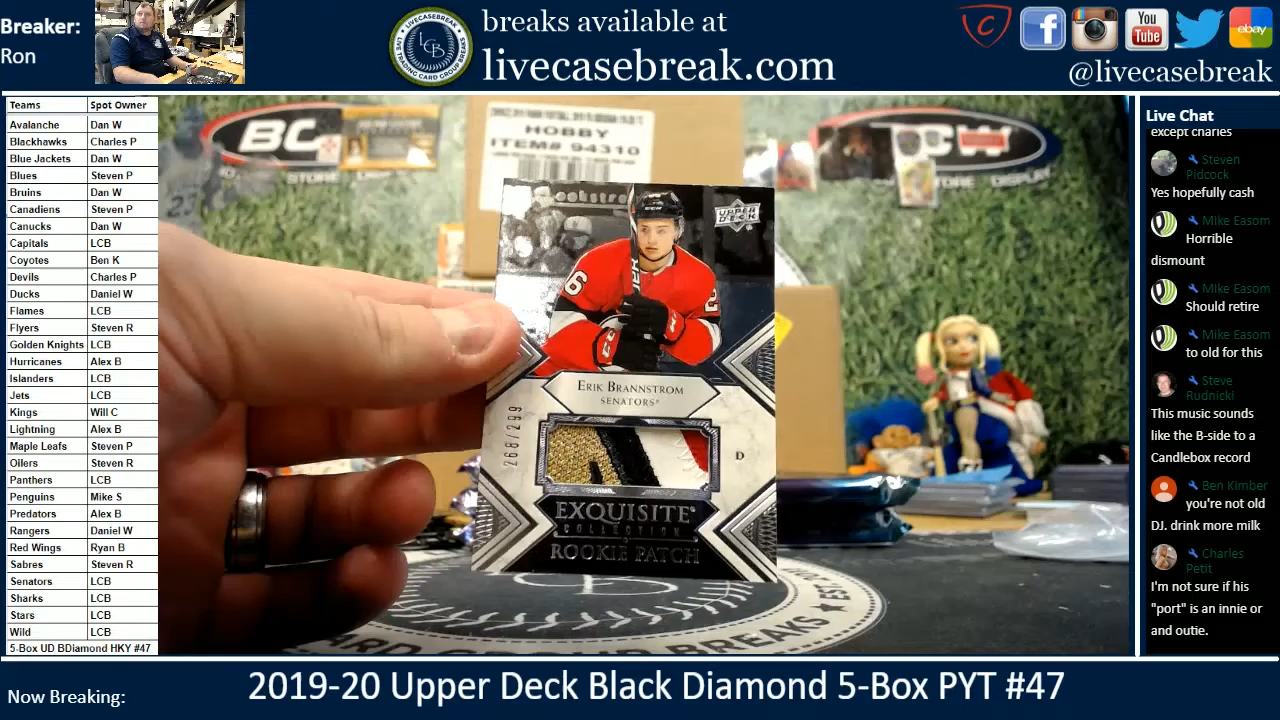 Breaker:
Ron
LCB
breaks available at
livecasebreak.com
You
Tube
ebay
@livecasebreak
Teams Spot Owner
Avalanche Dan W
Blackhawks Charles P
Blue Jackets Dan W
Blues Steven P
Bruins Dan W
Canadiens Steven P
Canucks Dan W
Capitals LCB
Coyotes Ben K
Devils Charles P
Ducks Daniel W
Flames LCB
Flyers Steven R
Golden Knights LCB
Hurricanes Alex B
Islanders LCB
Jets LCB
Kings Will C
Lightning Alex B
Maple Leafs Steven P
Oilers Steven R
Panthers LCB
Penguins Mike S
Predators Alex B
Rangers Daniel W
Red Wings Ryan B
Sabres Steven R
Senators LCB
Sharks LCB
Stars LCB
Wild LCB
5-Box UD BDiamond HKY #47
HOBBY
ITEM# 94310
UPPER
DECK
26
ERIK BRANNSTROM
SENATORS
268/299
D
EXQUISITE
COLLECTION
ROOKIE PATCH
GROUP BREAKS
Live Chat
except charles
Steven
Pidcock
Yes hopefully cash
Mike Easom
Horrible
dismount
Mike Easom
Should retire
Mike Easom
to old for this
Steve
Rudnicki
This music sounds
like the B-side to a
Candlebox record
Ben Kimber
you're not old
DJ. drink more milk
Charles
Petit
I'm not sure if his
"port" is an innie or
and outie.
Now Breaking:
2019-20 Upper Deck Black Diamond 5-Box PYT #47